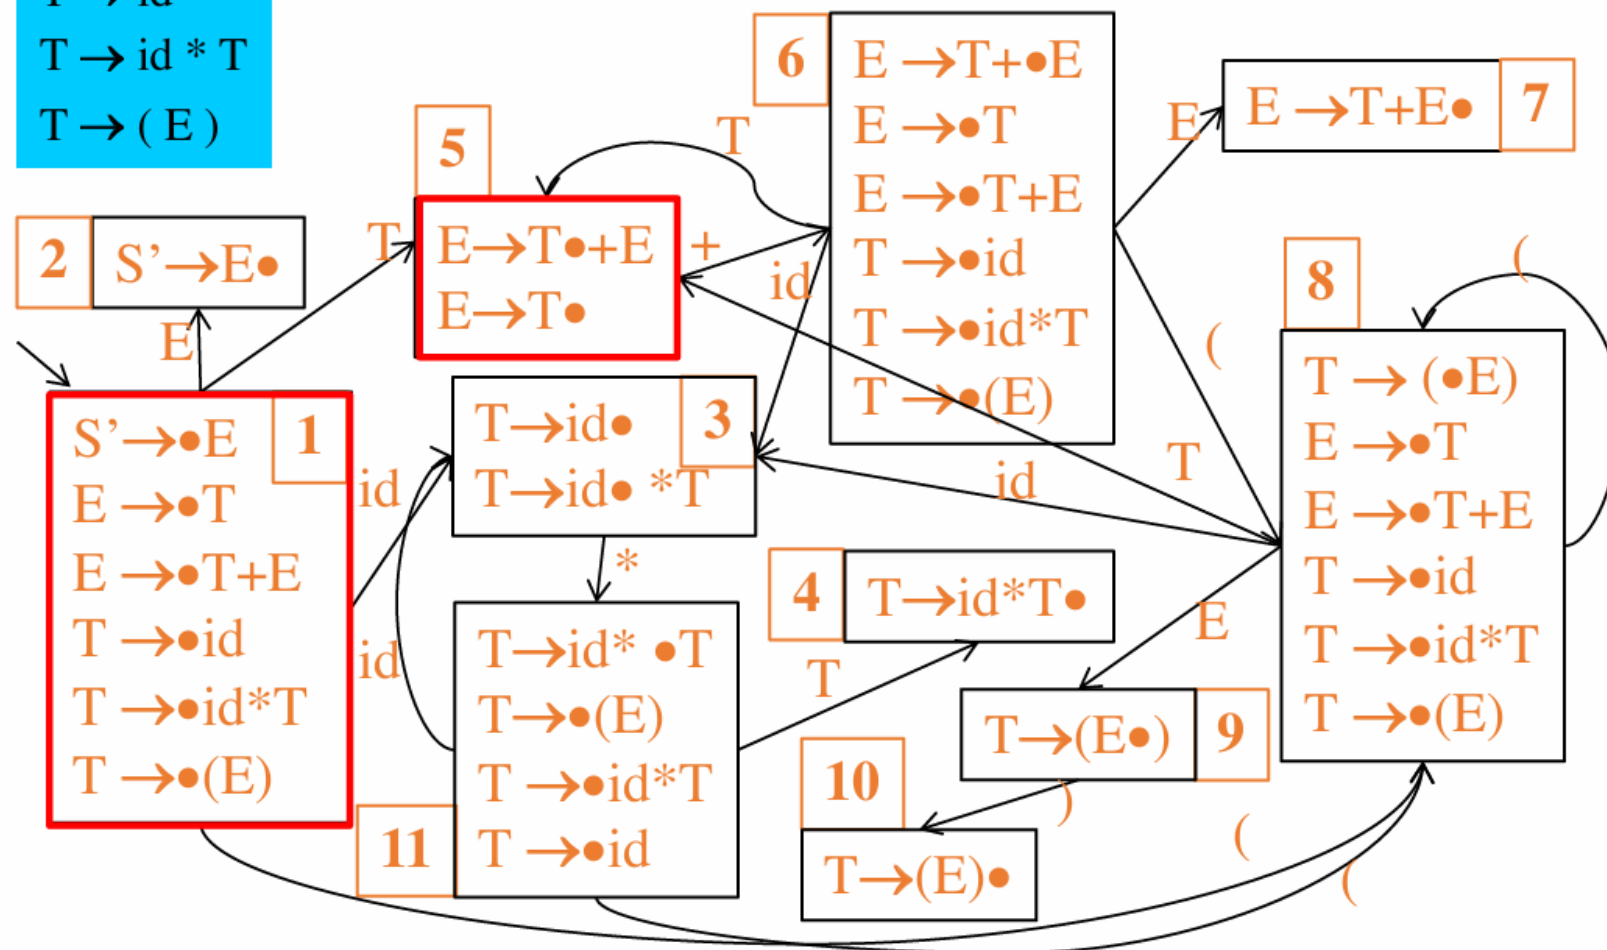 T → id
T → id * T
T → ( E )
6
E →T+●E
E →●T
E →●T+E
T →●id
T →●id*T
T →●(E)
E
E →T+E●
7
5
T
E→T●+E
E→T●
+
id
2
S’→E●
T
E
(
8
(
T → (●E)
E →●T
E →●T+E
T →●id
T →●id*T
T →●(E)
1
S’→●E
E →●T
E →●T+E
T →●id
T →●id*T
T →●(E)
id
3
T→id●
T→id● *T
id
T
*
4
T→id*T●
E
id
T→id* ●T
T→●(E)
T →●id*T
T →●id
11
T
T→(E●)
9
10
)
T→(E)●
(
(